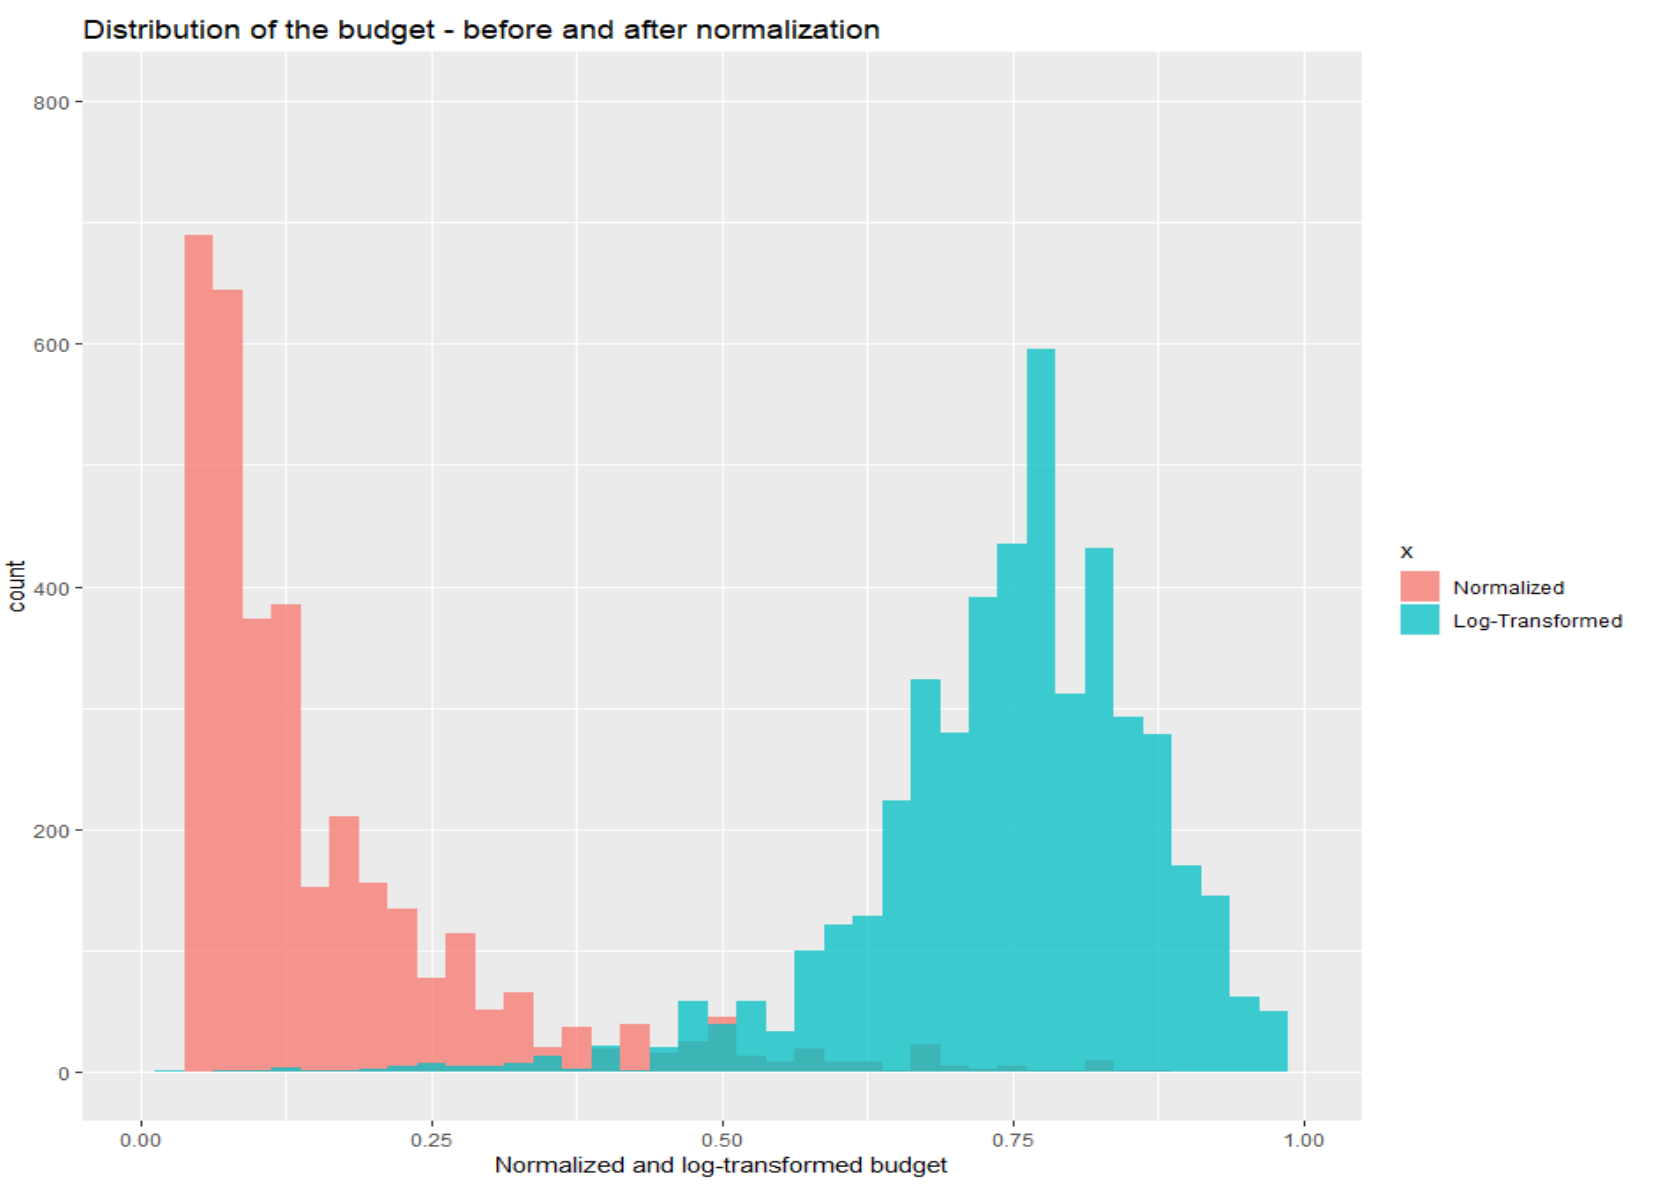 Distribution of the budget - before and after normalization
800
600
400
200
0
count
0.00 0.25 0.50 0.75 1.00
Normalized and log-transformed budget
x
Normalized
Log-Transformed